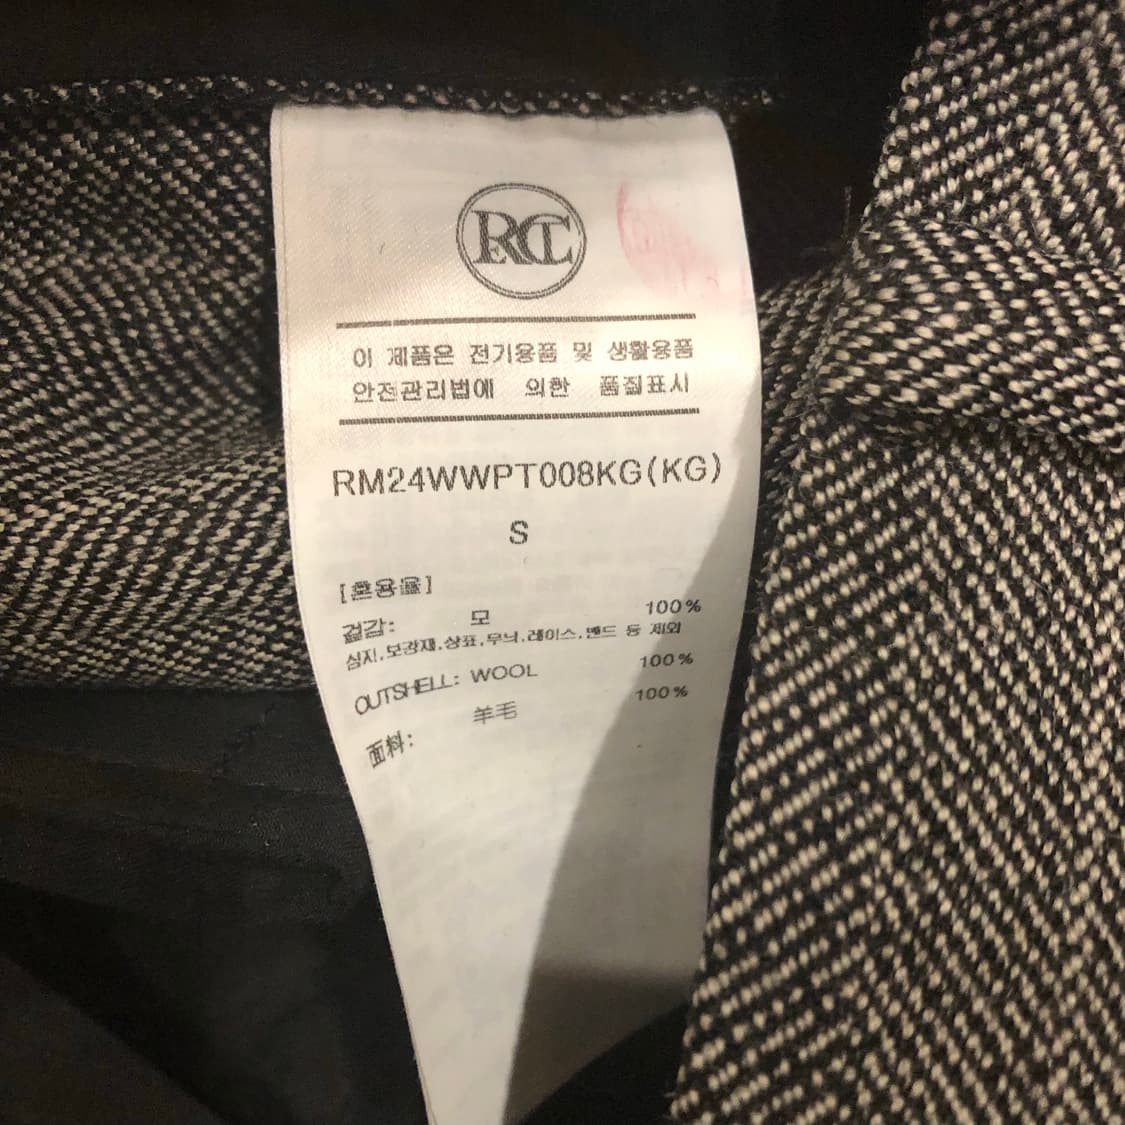 RCT
이 제품은 전기용품 및 생활용품
안전관리법에 의한 품질표시
RM24WWPT008KG(KG)
S
[혼용율]
겉감: 모 100%
심지.보강재.상표.무늬.레이스.밴드 등 제외
OUTSHELL: WOOL 100%
面料: 羊毛 100%